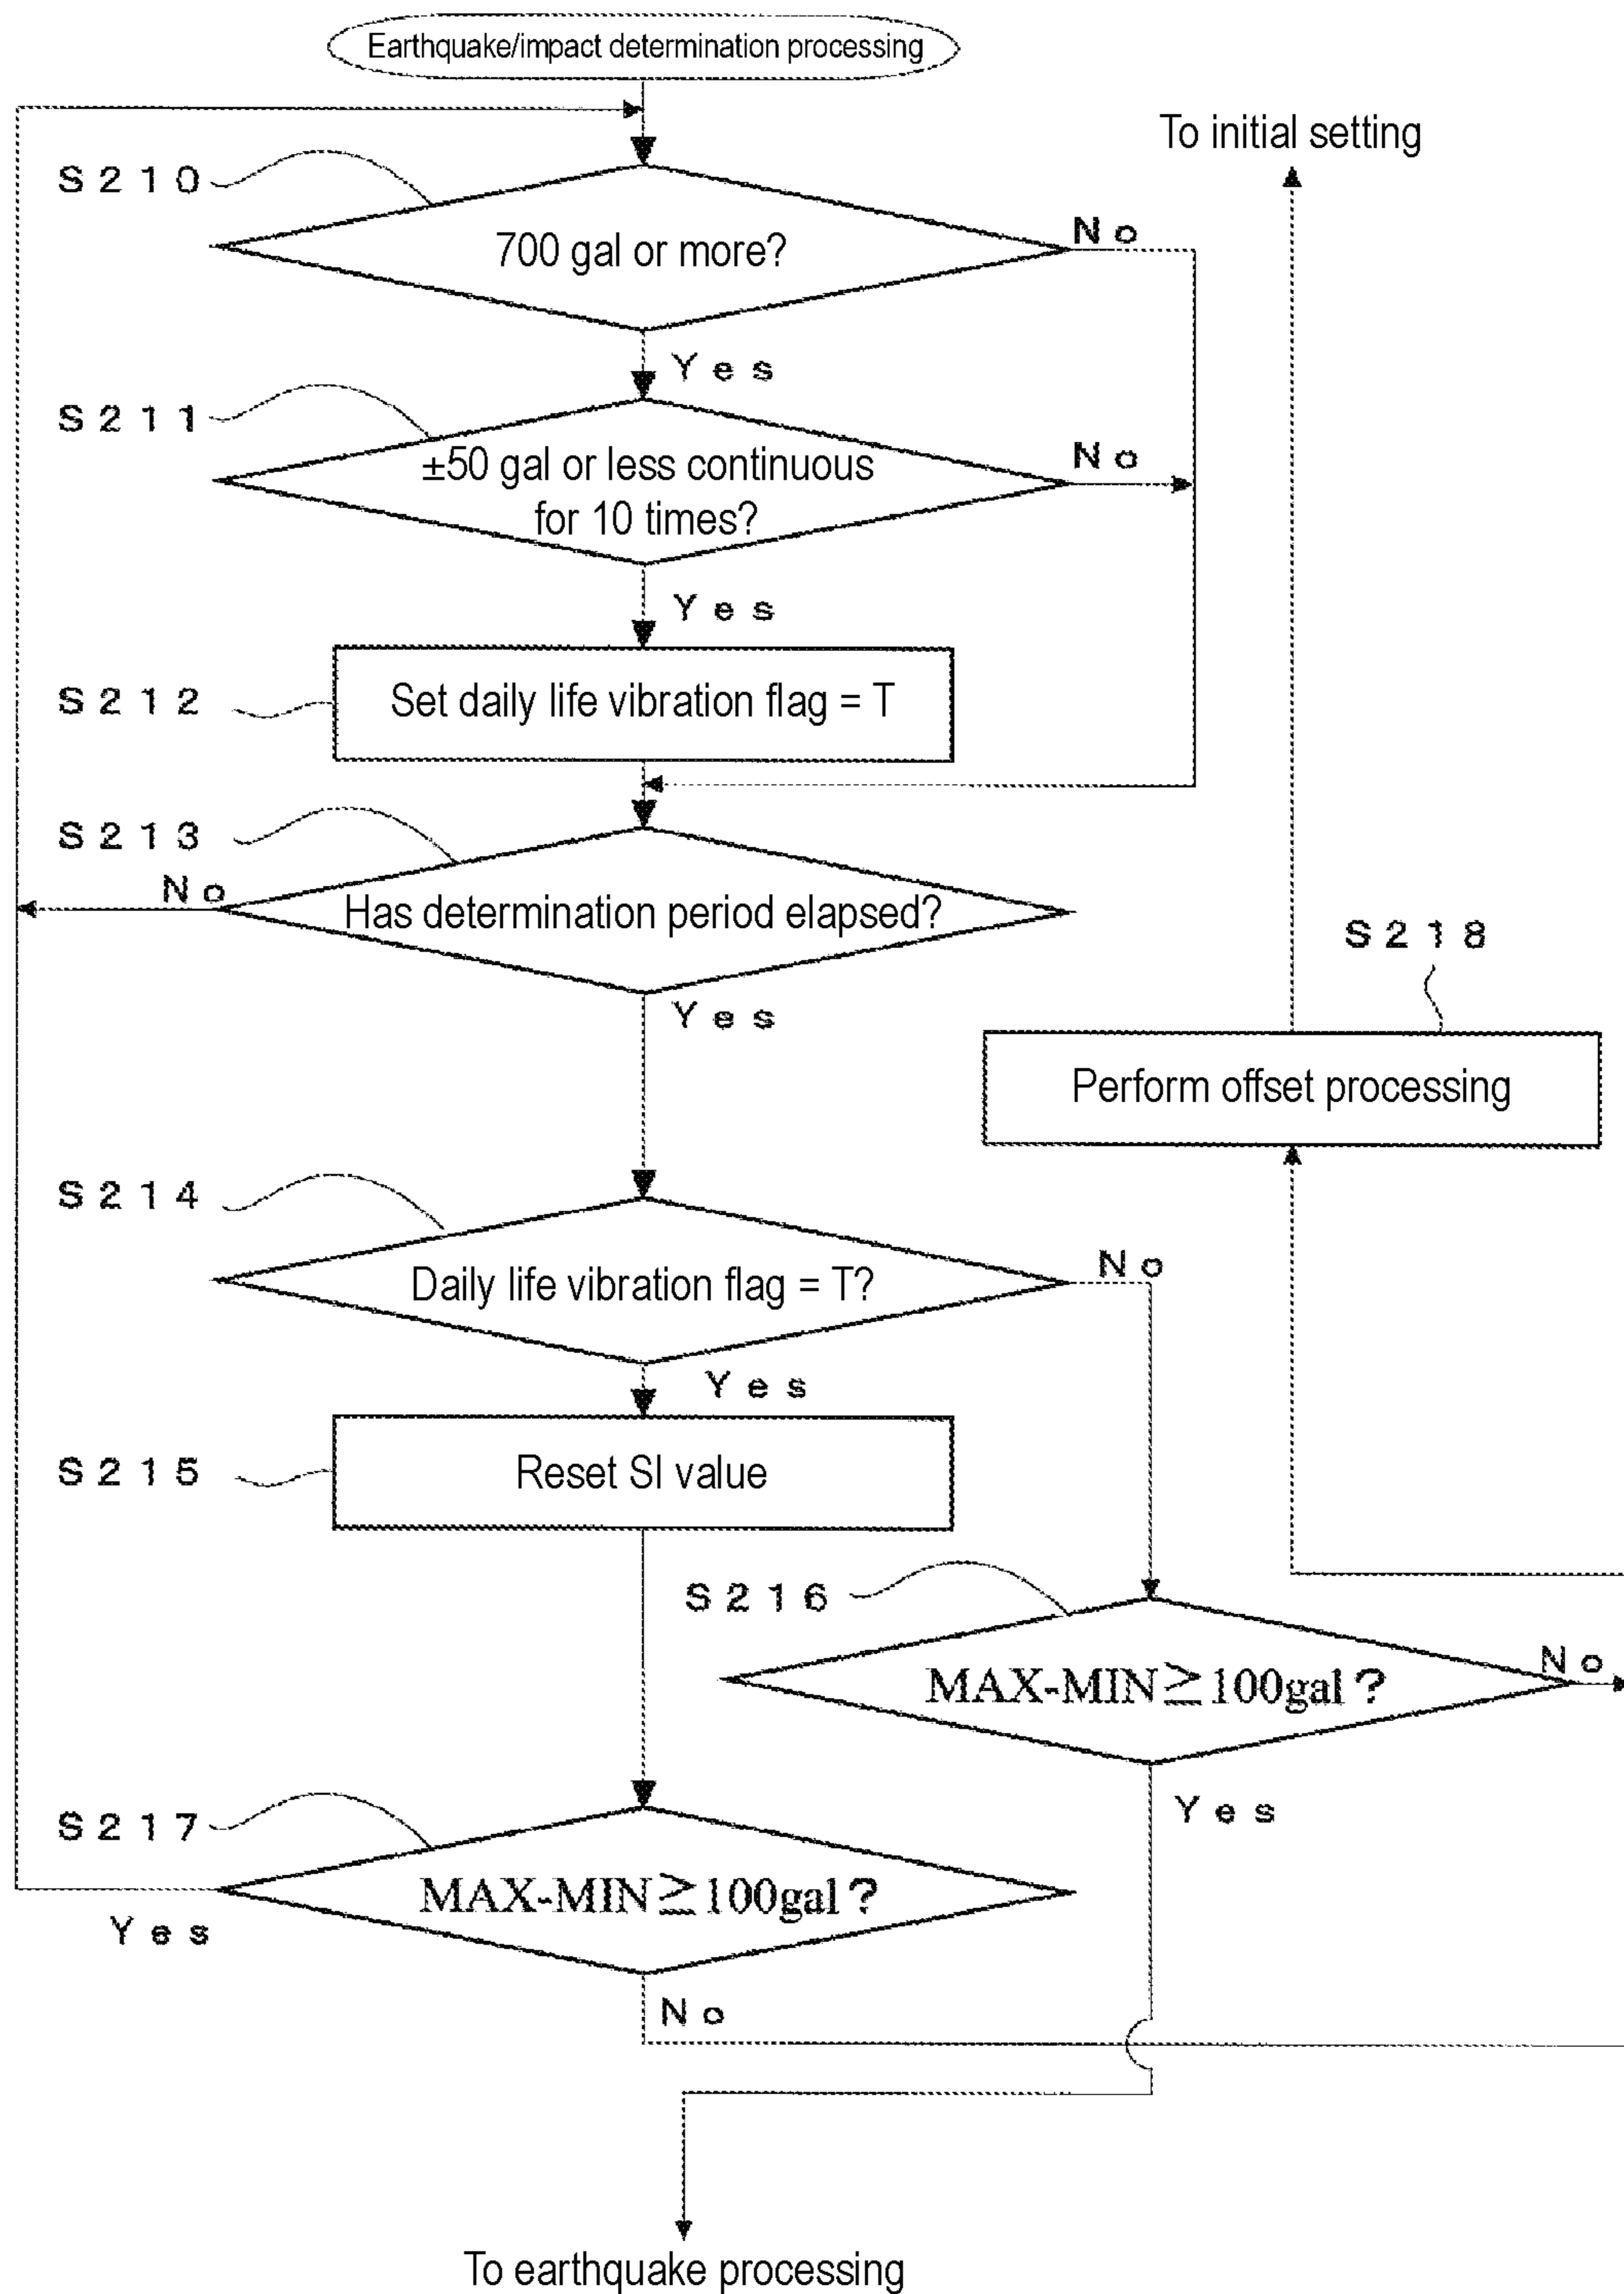 Earthquake/impact determination processing
To initial setting
S210
700 gal or more?
No
Yes
S211
±50 gal or less continuous
for 10 times?
No
Yes
S212
Set daily life vibration flag = T
S213
No
Has determination period elapsed?
Yes
S218
Perform offset processing
S214
Daily life vibration flag = T?
No
Yes
S215
Reset SI value
S216
MAX-MIN≧100gal?
No
Yes
S217
MAX-MIN≧100gal?
Yes
No
To earthquake processing